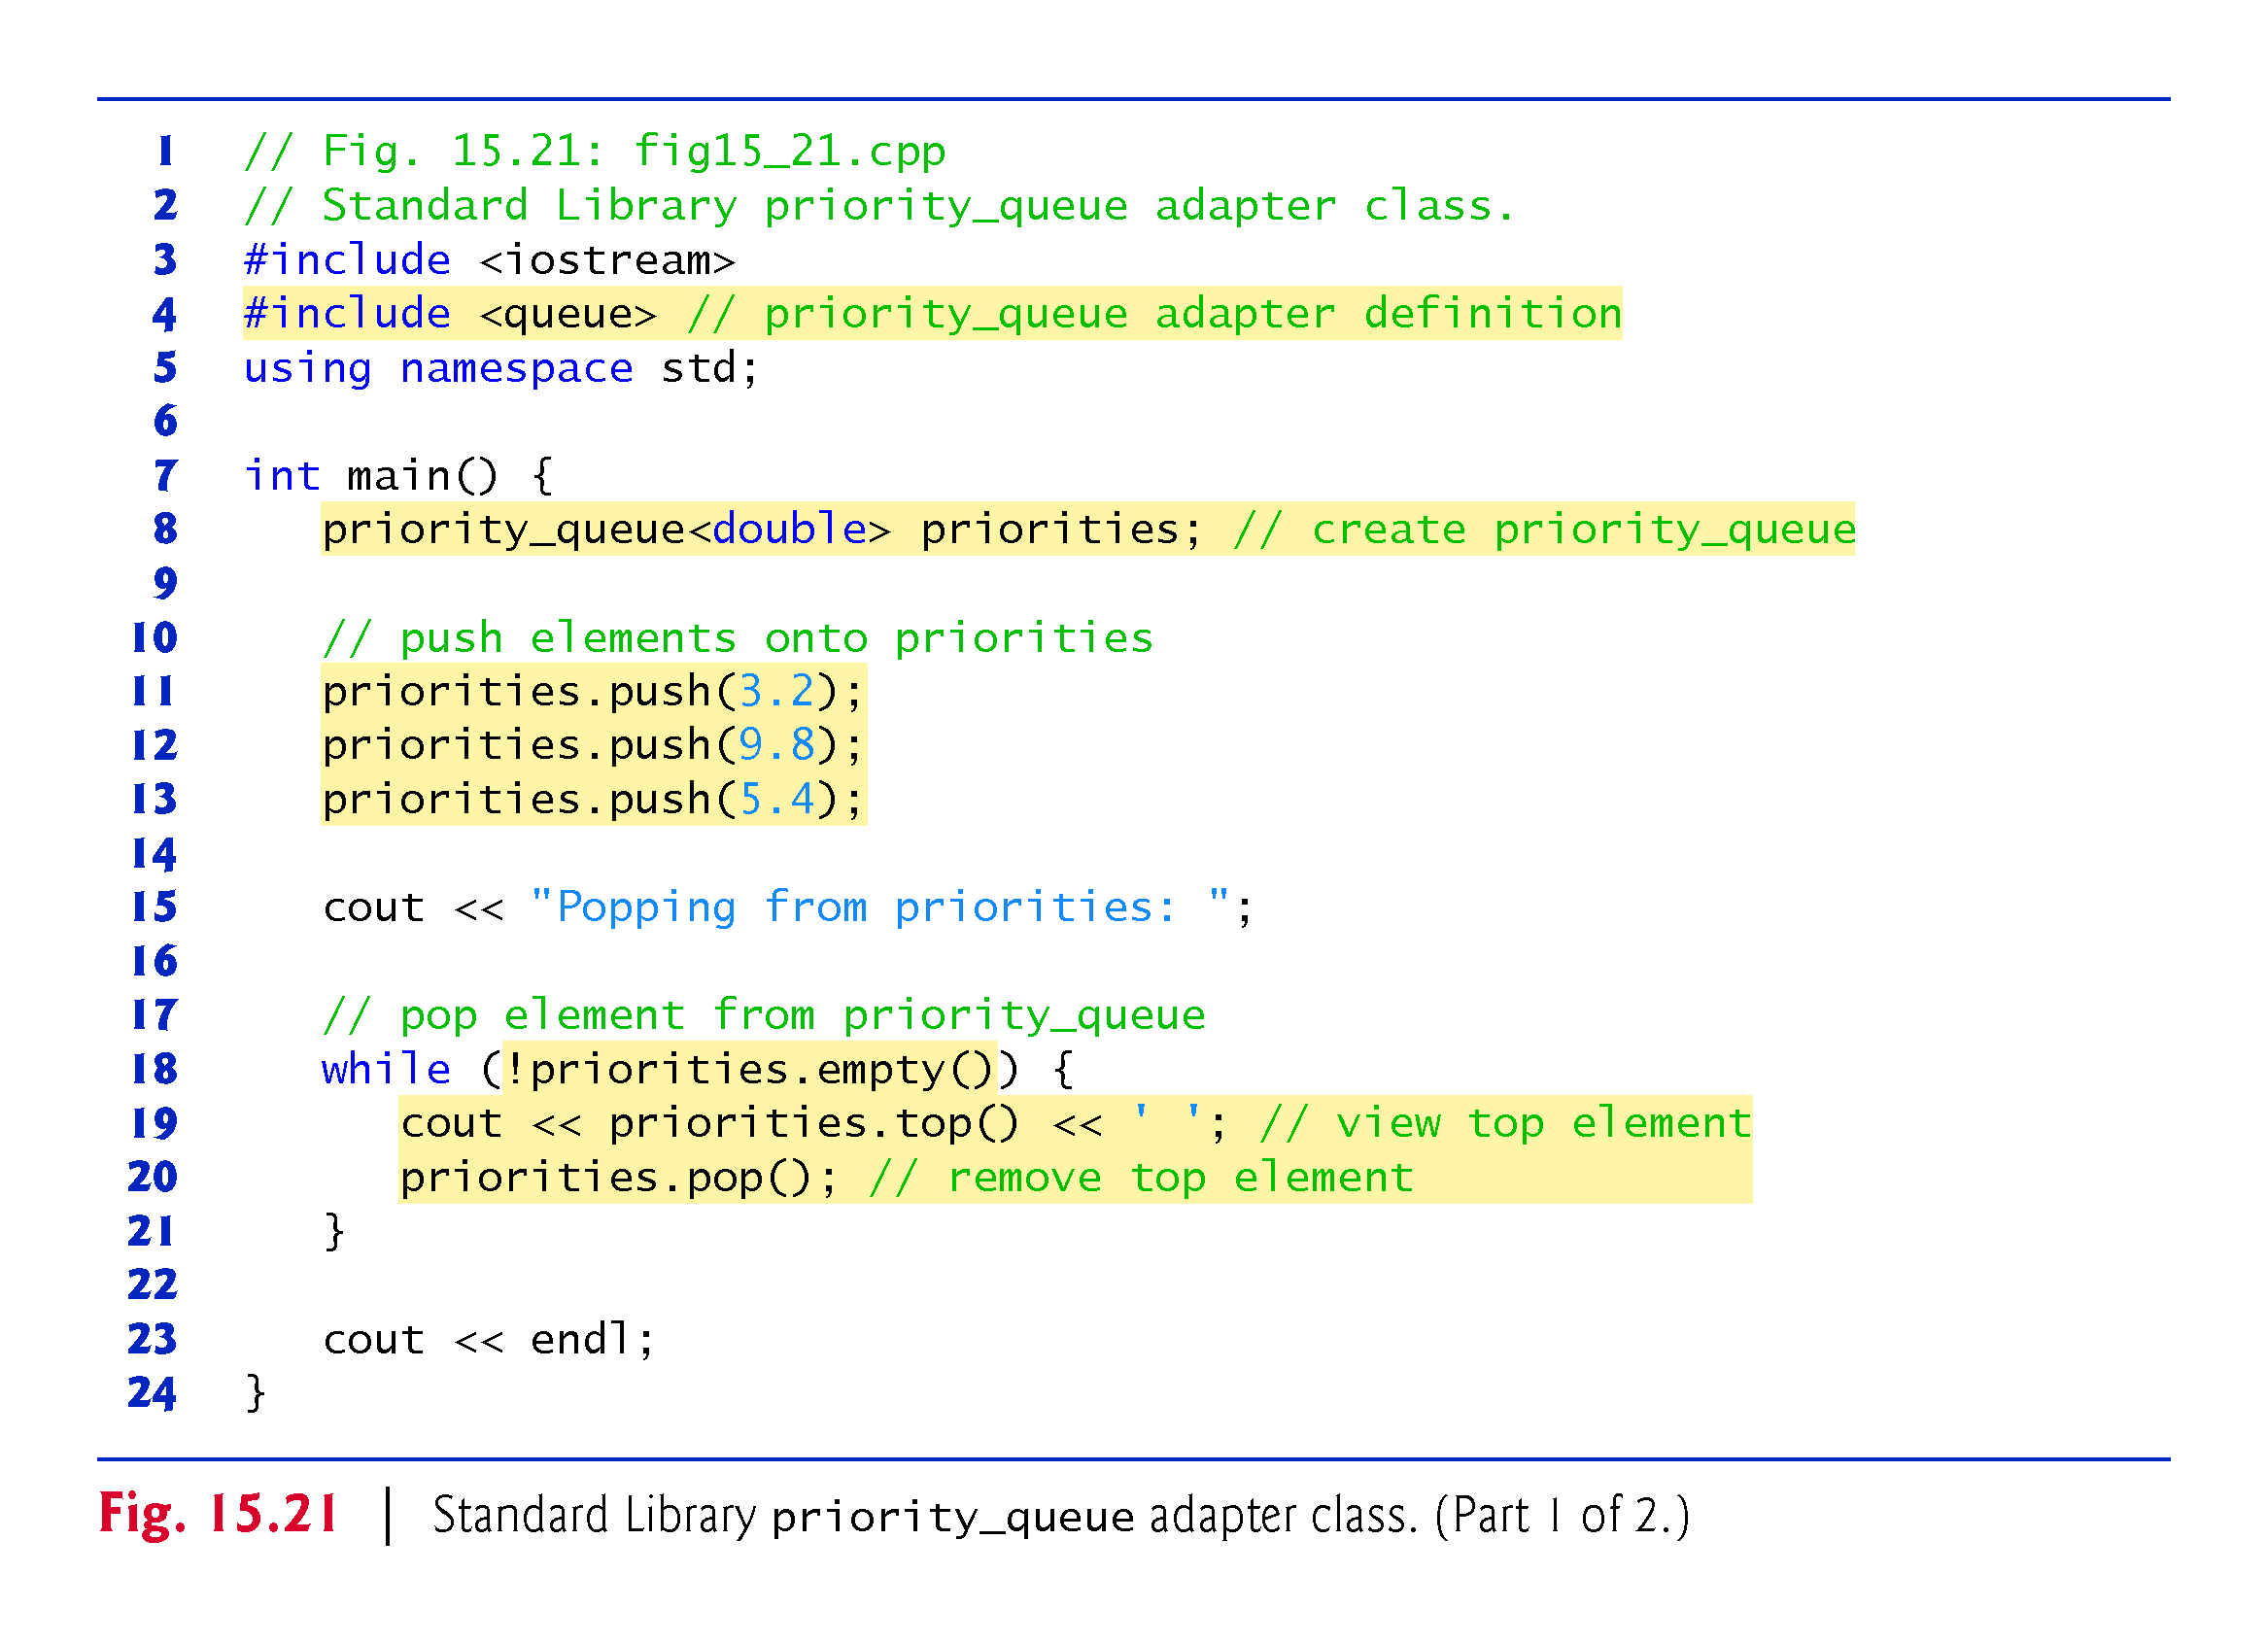 1 // Fig. 15.21: fig15_21.cpp
2 // Standard Library priority_queue adapter class.
3 #include <iostream>
4 #include <queue> // priority_queue adapter definition
5 using namespace std;
6
7 int main() {
8    priority_queue<double> priorities; // create priority_queue
9
10    // push elements onto priorities
11    priorities.push(3.2);
12    priorities.push(9.8);
13    priorities.push(5.4);
14
15    cout << "Popping from priorities: ";
16
17    // pop element from priority_queue
18    while (!priorities.empty()) {
19       cout << priorities.top() << ' '; // view top element
20       priorities.pop(); // remove top element
21    }
22
23    cout << endl;
24 }
Fig. 15.21 | Standard Library priority_queue adapter class. (Part 1 of 2.)